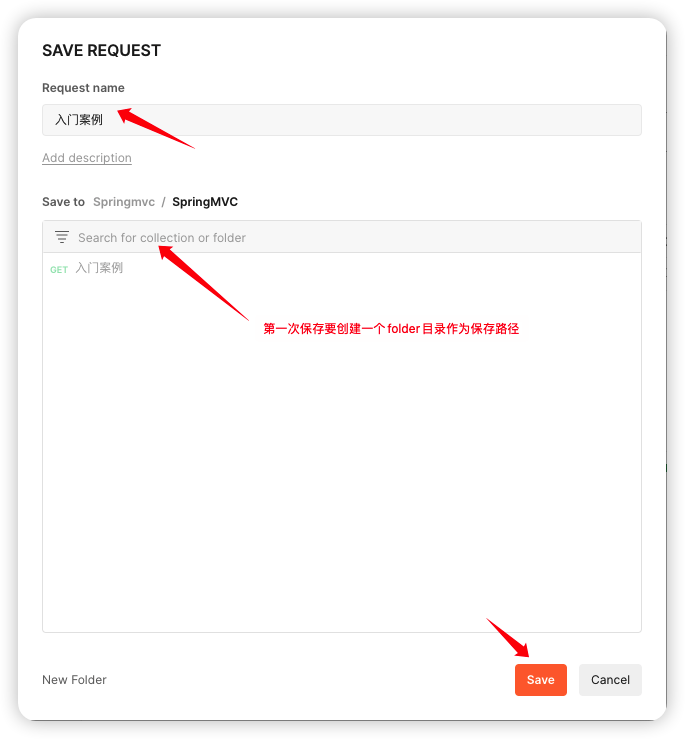 SAVE REQUEST
Request name
入门案例
Add description
Save to Springmvc / SpringMVC
Search for collection or folder
GET 入门案例
第一次保存要创建一个folder目录作为保存路径
New Folder Save Cancel